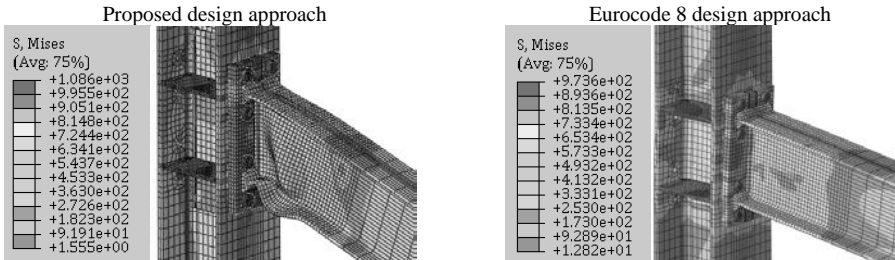 Proposed design approach
Eurocode 8 design approach
S, Mises
(Avg: 75%)
+1.086e+03
+9.955e+02
+9.051e+02
+8.148e+02
+7.244e+02
+6.341e+02
+5.437e+02
+4.533e+02
+3.630e+02
+2.726e+02
+1.823e+02
+9.191e+01
+1.555e+00
S, Mises
(Avg: 75%)
+9.736e+02
+8.936e+02
+8.135e+02
+7.334e+02
+6.534e+02
+5.733e+02
+4.932e+02
+4.132e+02
+3.331e+02
+2.530e+02
+1.730e+02
+9.289e+01
+1.282e+01